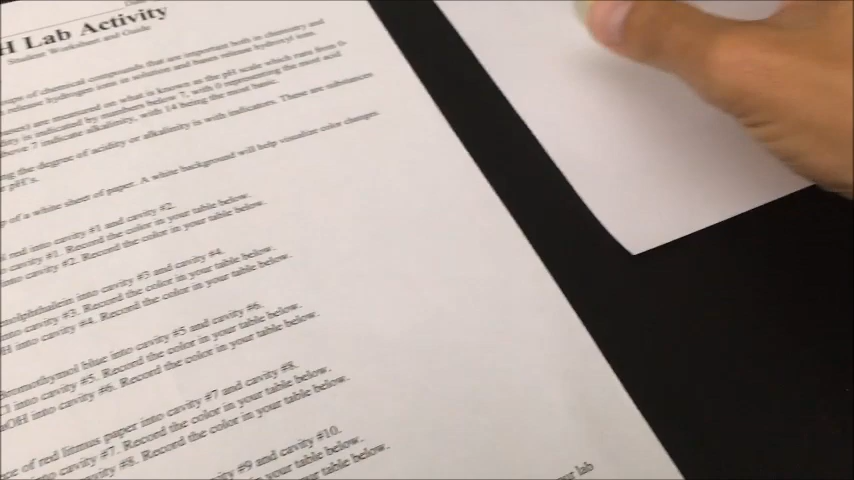 H Lab Activity
Student Worksheet and Guide
of chemical compounds that are important both in chemistry and
release hydrogen ions in solution and bases release hydroxyl ions.
are measured on what is known as the pH scale which runs from 0-
is indicated by numbers below 7, with 0 representing the most acid
above 7 indicate alkalinity, with 14 being the most basic.
the degree of acidity or alkalinity is with indicators. These are substances
pH's.
of a white sheet of paper. A white background will help visualize color changes.
red into cavity #1 and cavity #2.
cavity #1. Record the color in your table below.
into cavity #2. Record the color in your table below.
into cavity #3 and cavity #4.
into cavity #3. Record the color in your table below.
into cavity #4. Record the color in your table below.
Bromothymol blue into cavity #5 and cavity #6.
into cavity #5. Record the color in your table below.
into cavity #6. Record the color in your table below.
of red litmus paper into cavity #7 and cavity #8.
cavity #7. Record the color in your table below.
cavity #8. Record the color in your table below.
#9 and cavity #10.
in your table below.
table below.
your lab